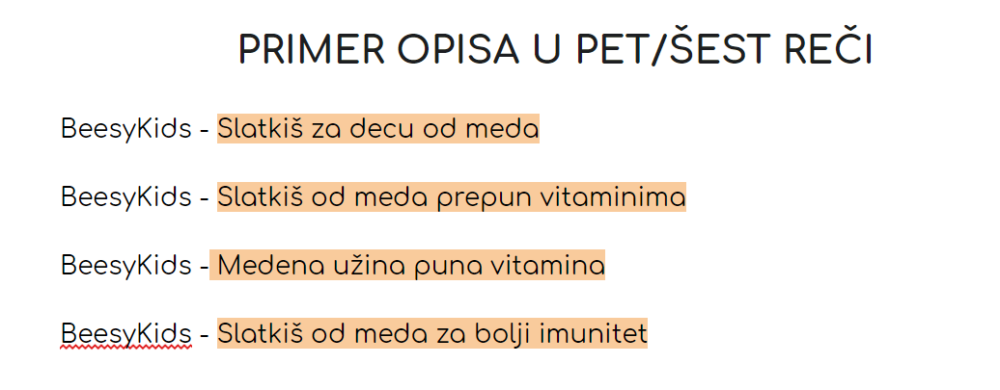 PRIMER OPISA U PET/ŠEST REČI
BeesyKids - Slatkiš za decu od meda
BeesyKids - Slatkiš od meda prepun vitaminima
BeesyKids - Medena užina puna vitamina
BeesyKids - Slatkiš od meda za bolji imunitet